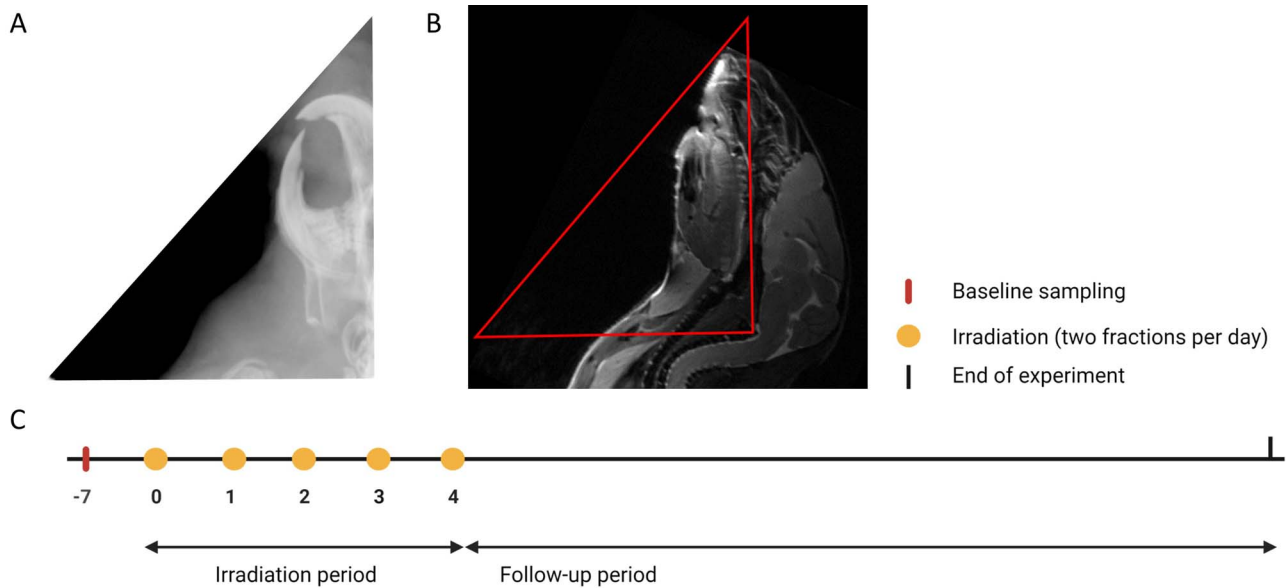 A
B
Baseline sampling
Irradiation (two fractions per day)
End of experiment
C
-7 0 1 2 3 4
Irradiation period Follow-up period